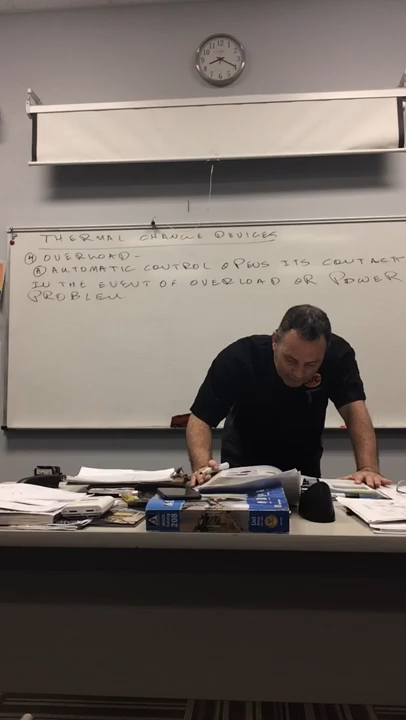 THERMAL CHANGE DEVICES
④ OVERLOAD-
Ⓐ AUTOMATIC CONTROL OPENS ITS CONTACTS
IN THE EVENT OF OVERLOAD OR POWER
PROBLEM